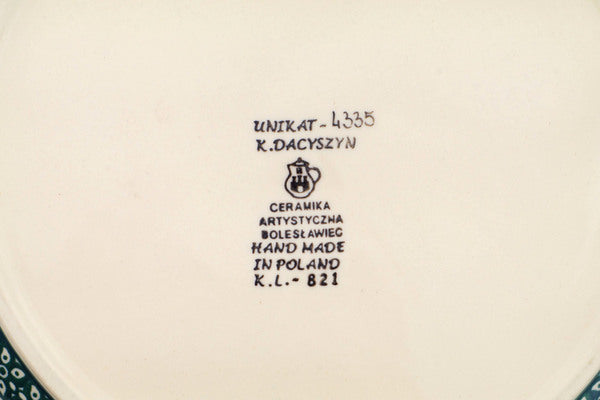 UNIKAT - 4335
K. DACYSZYN
CERAMIKA
ARTYSTYCZNA
BOLESŁAWIEC
HAND MADE
IN POLAND
K.L. - 821